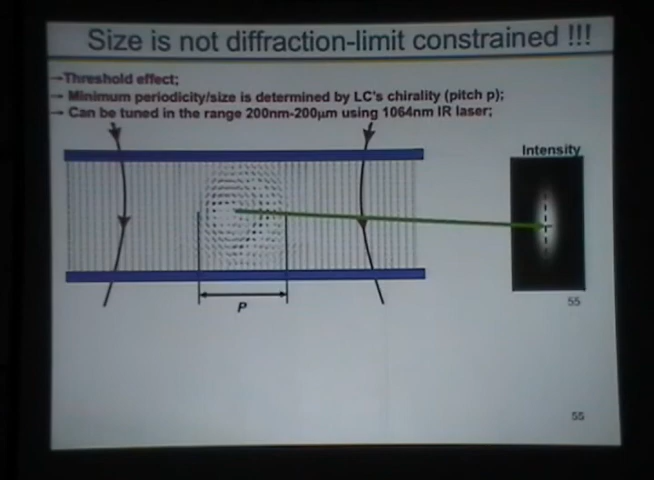 Size is not diffraction-limit constrained !!!
→Threshold effect;
→ Minimum periodicity/size is determined by LC's chirality (pitch p);
→ Can be tuned in the range 200nm-200μm using 1064nm IR laser;
Intensity
P
55
55